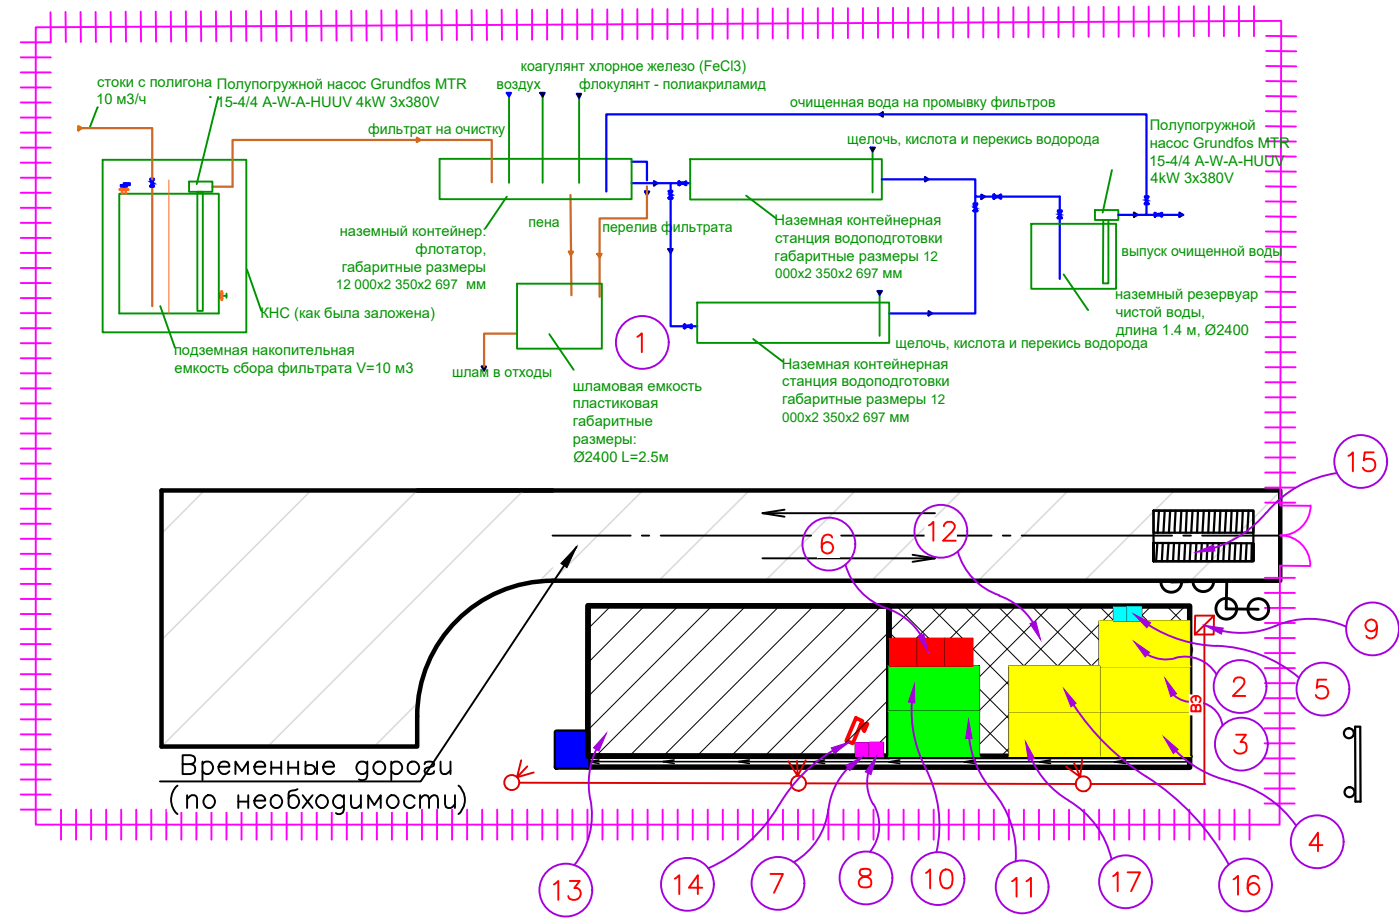 стоки с полигона
10 м3/ч
Полупогружной насос Grundfos MTR
15-4/4 A-W-A-HUUV 4kW 3x380V
фильтрат на очистку
коагулянт хлорное железо (FeCl3)
воздух
флокулянт - полиакриламид
очищенная вода на промывку фильтров
щелочь, кислота и перекись водорода
Полупогружной
насос Grundfos MTR
15-4/4 A-W-A-HUUV
4kW 3x380V
наземный контейнер:
флотатор,
габаритные размеры
12 000x2 350x2 697 мм
пена
перелив фильтрата
Наземная контейнерная
станция водоподготовки
габаритные размеры 12
000x2 350x2 697 мм
выпуск очищенной воды
наземный резервуар
чистой воды,
длина 1.4 м, Ø2400
КНС (как была заложена)
подземная накопительная
емкость сбора фильтрата V=10 м3
шлам в отходы
шламовая емкость
пластиковая
габаритные
размеры:
Ø2400 L=2.5м
1
щелочь, кислота и перекись водорода
Наземная контейнерная
станция водоподготовки
габаритные размеры 12
000x2 350x2 697 мм
15
6
12
9
2
5
ВЭ
3
4
Временные дороги
(по необходимости)
13
14
7
8
10
11
17
16